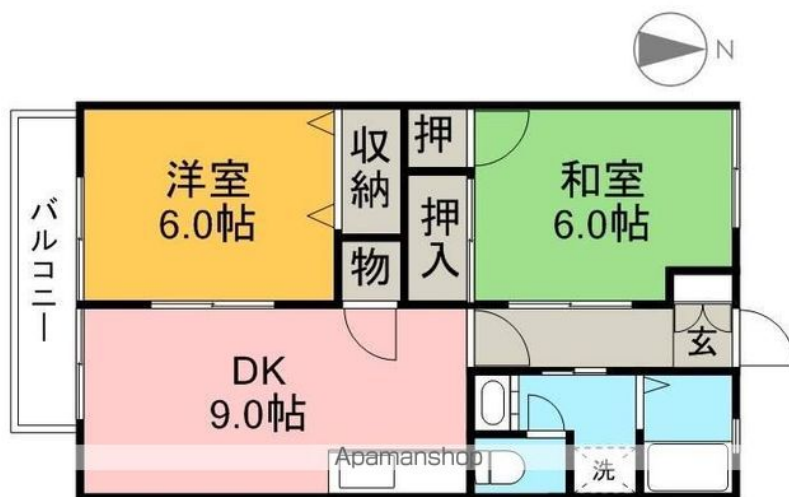 N
洋室
6.0帖
収納
押
押入
和室
6.0帖
バルコニー
物
玄
DK
9.0帖
洗
Apamanshop